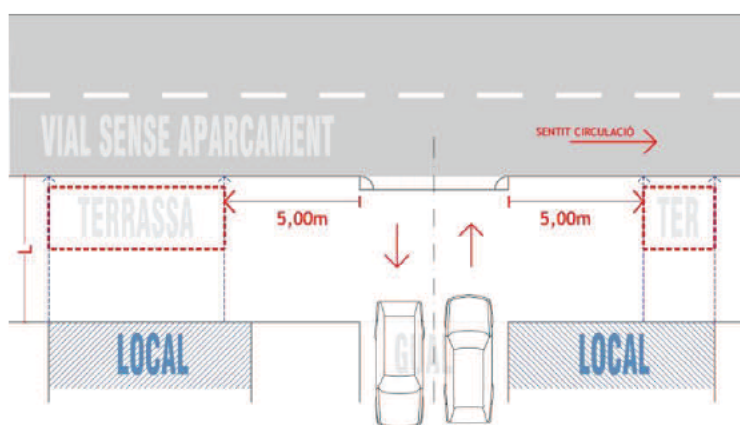 SENTIT CIRCULACIÓ
VIAL SENSE APARCAMENT
TERRASSA
5,00m
5,00m
TER
L
LOCAL
GUAL
LOCAL